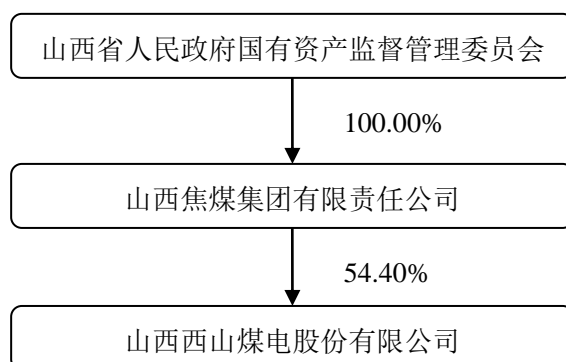 山西省人民政府国有资产监督管理委员会
100.00%
山西焦煤集团有限责任公司
54.40%
山西西山煤电股份有限公司